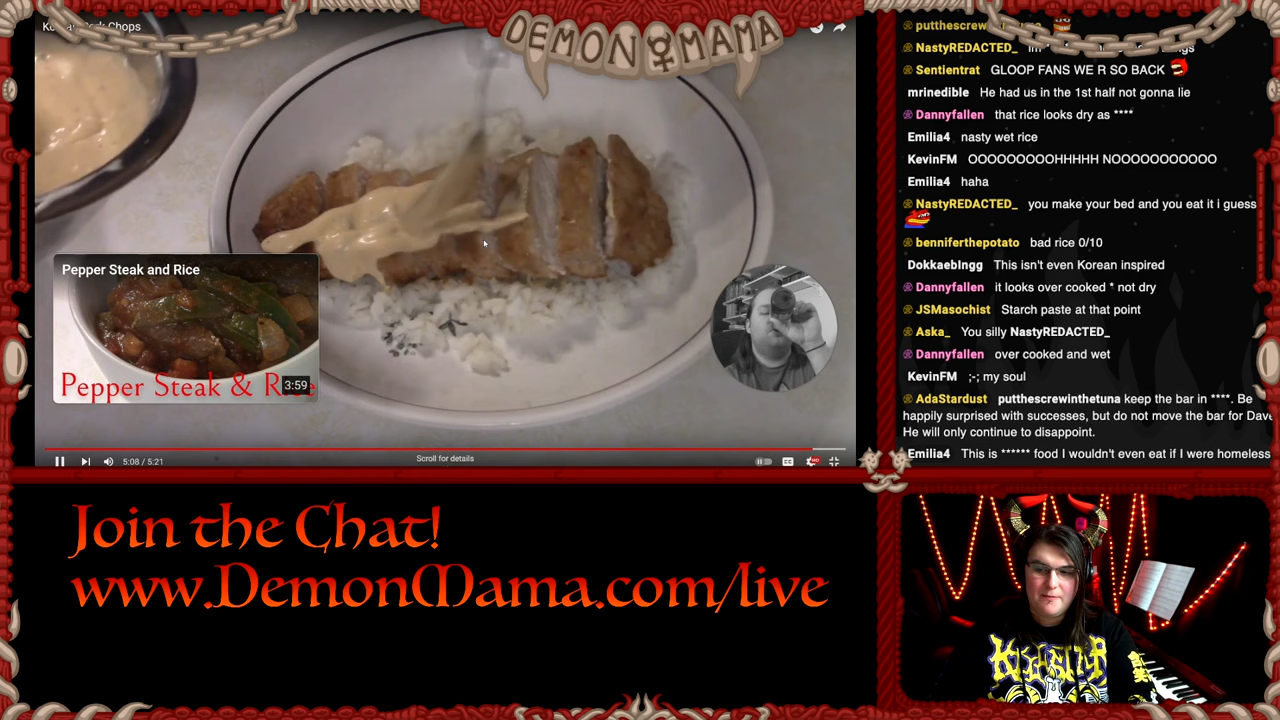 DEMON MAMA
Pepper Steak and Rice
Pepper Steak & Rice
3:59
5:08 / 5:21
Scroll for details
CC
HD
Join the Chat!
www.DemonMama.com/live
NastyREDACTED_
Sentientrat GLOOP FANS WE R SO BACK
mrinedible He had us in the 1st half not gonna lie
Dannyfallen that rice looks dry as ****
Emilia4 nasty wet rice
KevinFM OOOOOOOOOHHHHH NOOOOOOOOOOO
Emilia4 haha
NastyREDACTED_ you make your bed and you eat it i guess
benniferthepotato bad rice 0/10
DokkaebIngg This isn't even Korean inspired
Dannyfallen it looks over cooked * not dry
JSMasochist Starch paste at that point
Aska_ You silly NastyREDACTED_
Dannyfallen over cooked and wet
KevinFM ;-; my soul
AdaStardust putthescrewinthetuna keep the bar in ****. Be
happily surprised with successes, but do not move the bar for Dave
He will only continue to disappoint.
Emilia4 This is ****** food I wouldn't even eat if I were homeless